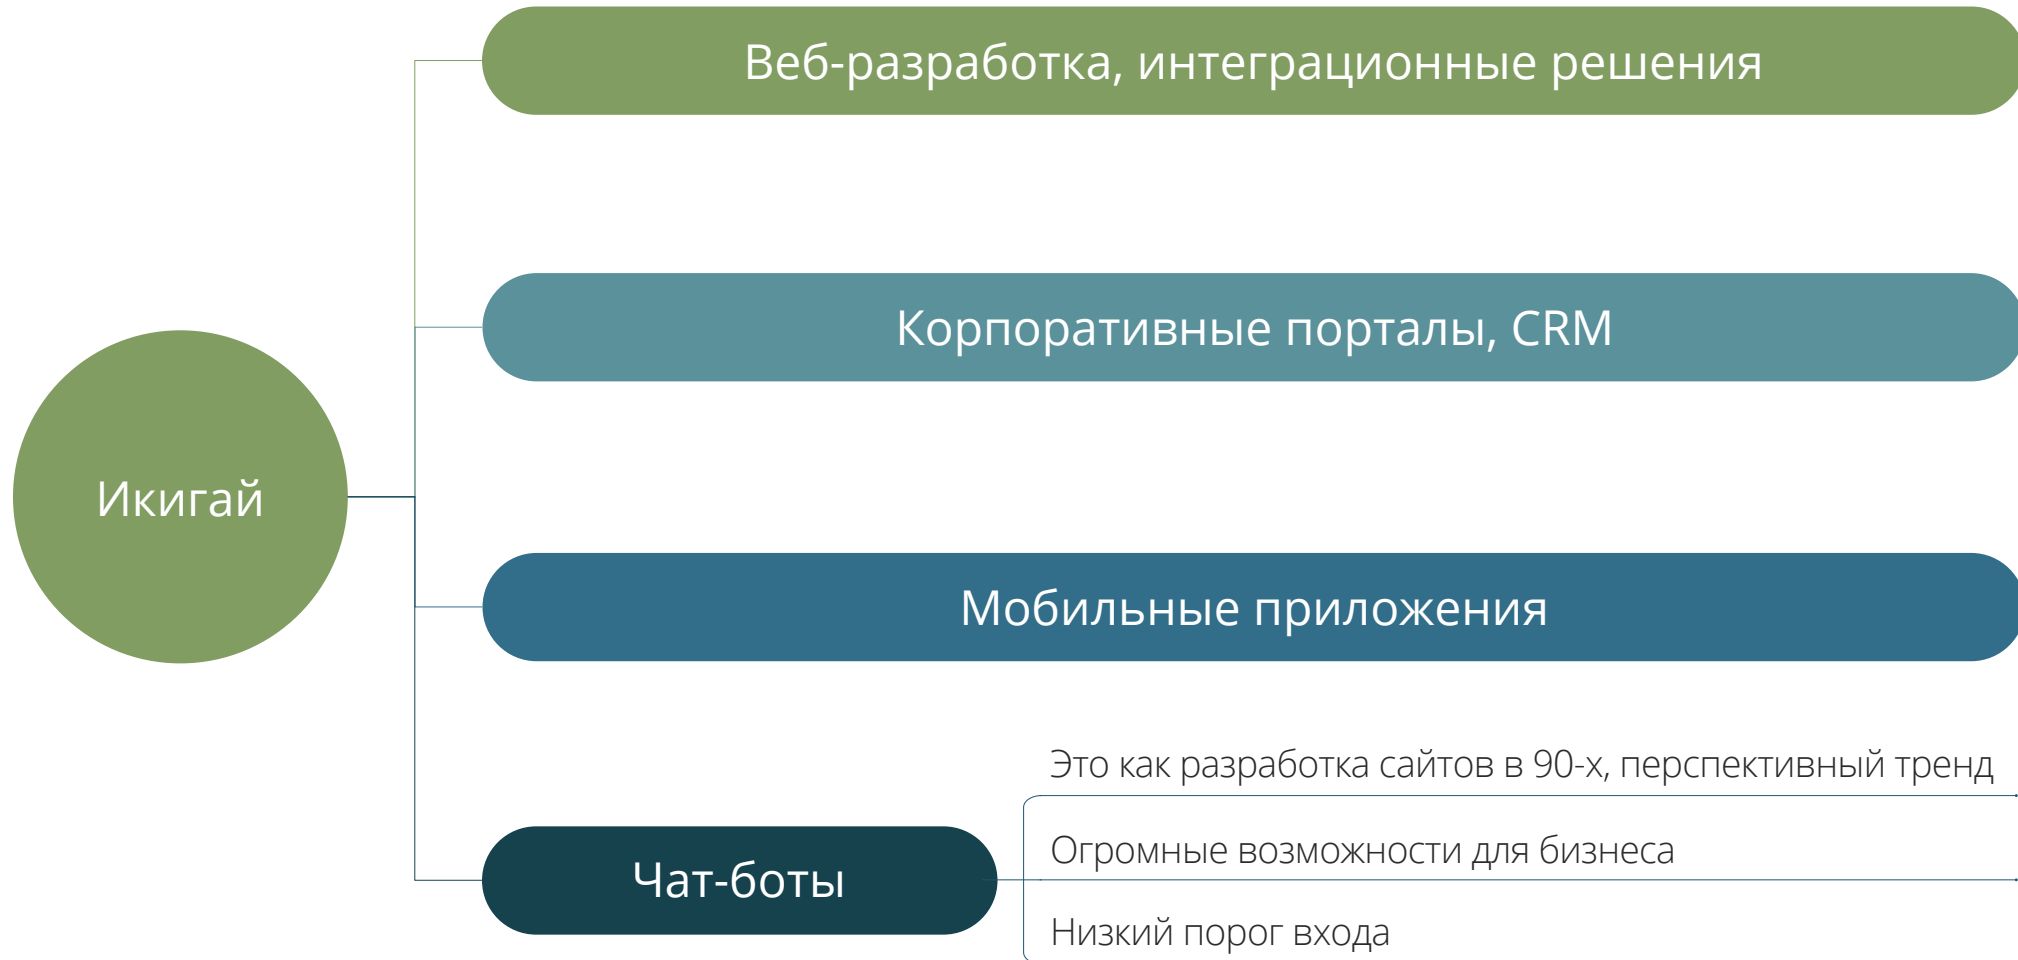 Веб-разработка, интеграционные решения
Корпоративные порталы, CRM
Икигай
Мобильные приложения
Чат-боты
Это как разработка сайтов в 90-х, перспективный тренд
Огромные возможности для бизнеса
Низкий порог входа